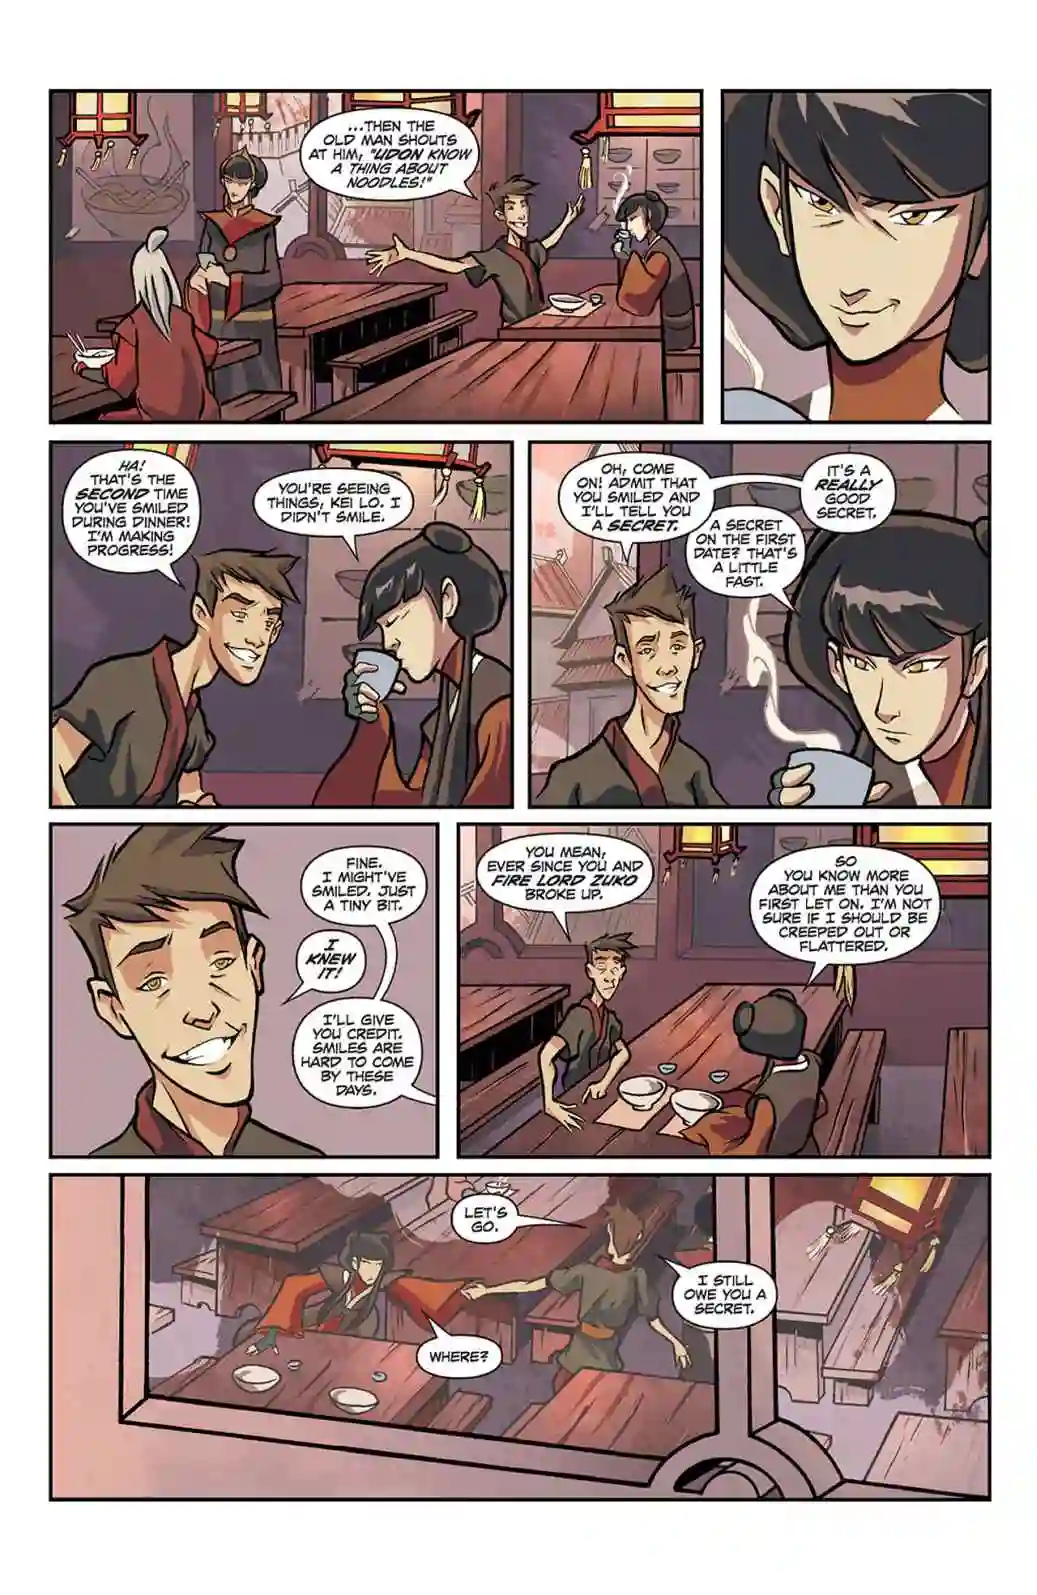 ...THEN THE
OLD MAN SHOUTS
AT HIM, "UDON KNOW
A THING ABOUT
NOODLES!"
HA!
THAT'S THE
SECOND TIME
YOU'VE SMILED
DURING DINNER!
I'M MAKING
PROGRESS!
YOU'RE SEEING
THINGS, KEI LO. I
DIDN'T SMILE.
OH, COME
ON! ADMIT THAT
YOU SMILED AND
I'LL TELL YOU
A SECRET.
A SECRET
ON THE FIRST
DATE? THAT'S
A LITTLE
FAST.
IT'S A
REALLY
GOOD
SECRET.
FINE.
I MIGHT'VE
SMILED. JUST
A TINY BIT.
I
KNEW
IT!
I'LL GIVE
YOU CREDIT.
SMILES ARE
HARD TO COME
BY THESE
DAYS.
YOU MEAN,
EVER SINCE YOU AND
FIRE LORD ZUKO
BROKE UP.
SO
YOU KNOW MORE
ABOUT ME THAN YOU
FIRST LET ON. I'M NOT
SURE IF I SHOULD BE
CREEPED OUT OR
FLATTERED.
LET'S
GO.
WHERE?
I STILL
OWE YOU A
SECRET.